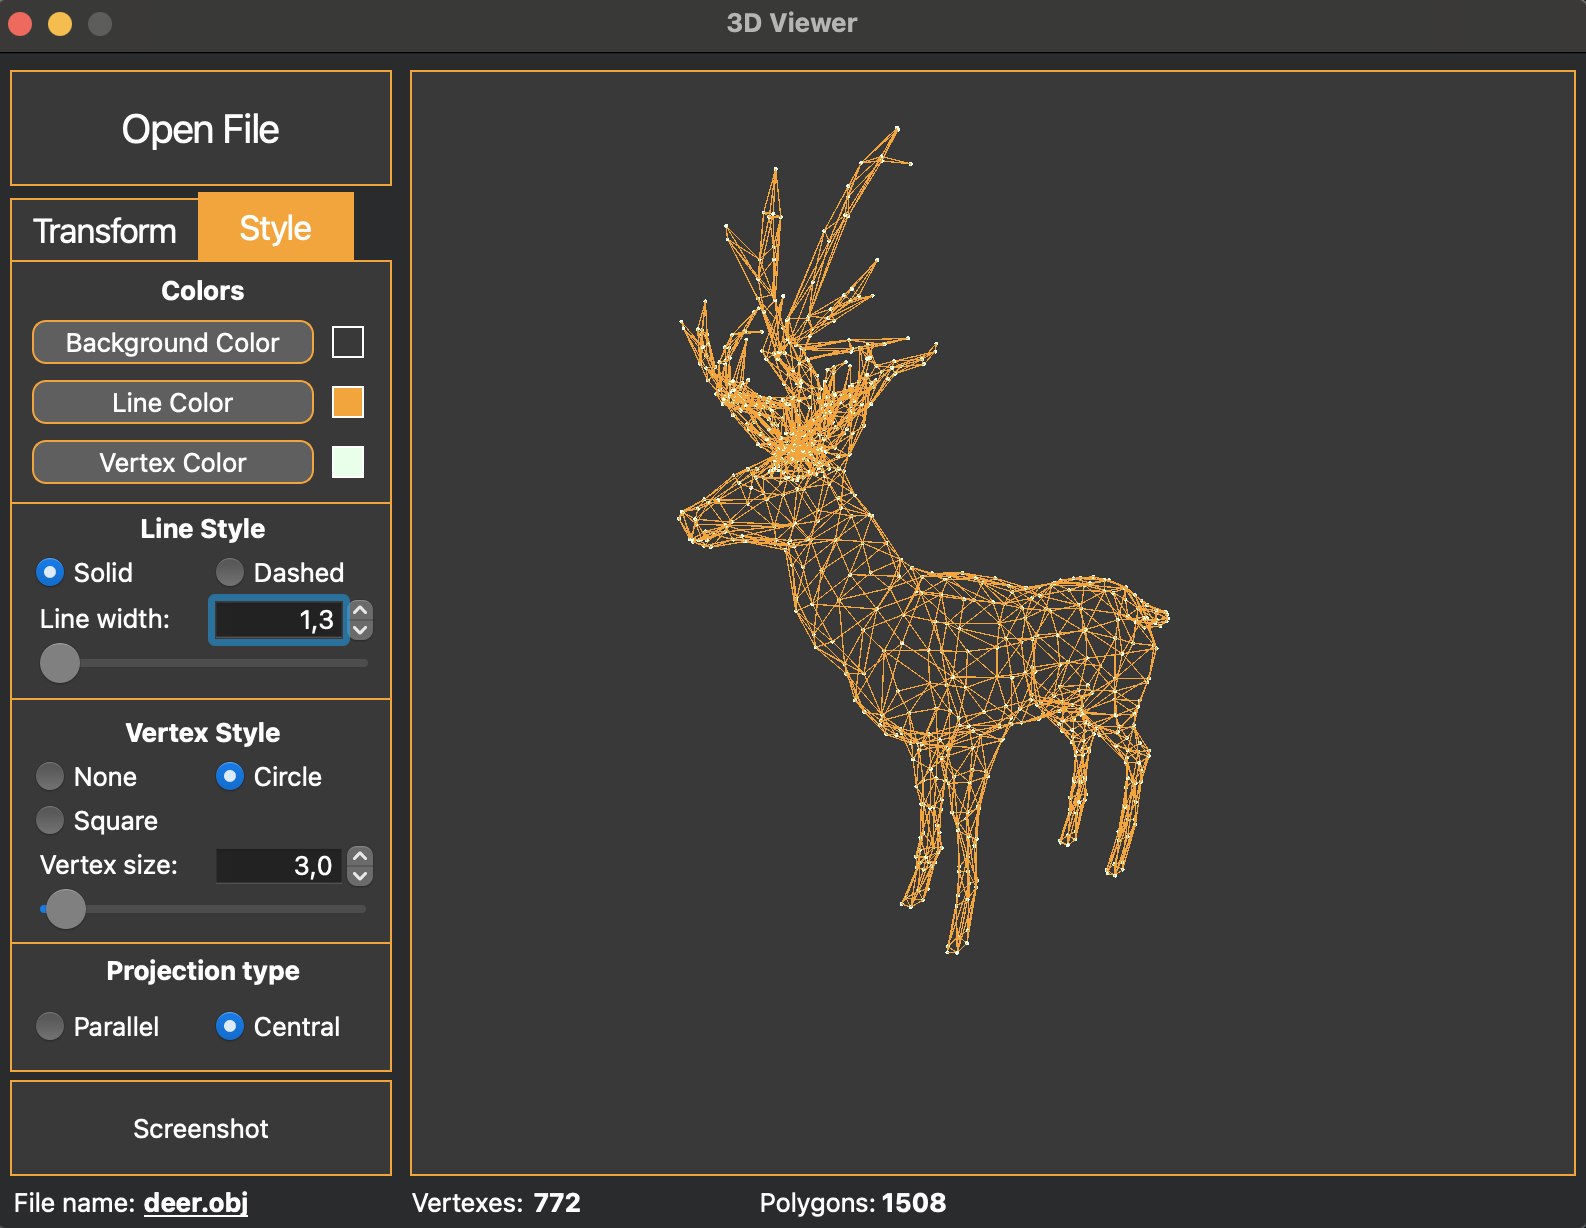 3D Viewer
Open File
Transform Style
Colors
Background Color
Line Color
Vertex Color
Line Style
Solid Dashed
Line width: 1,3
Vertex Style
None Circle
Square
Vertex size: 3,0
Projection type
Parallel Central
Screenshot
File name: deer.obj Vertexes: 772 Polygons: 1508